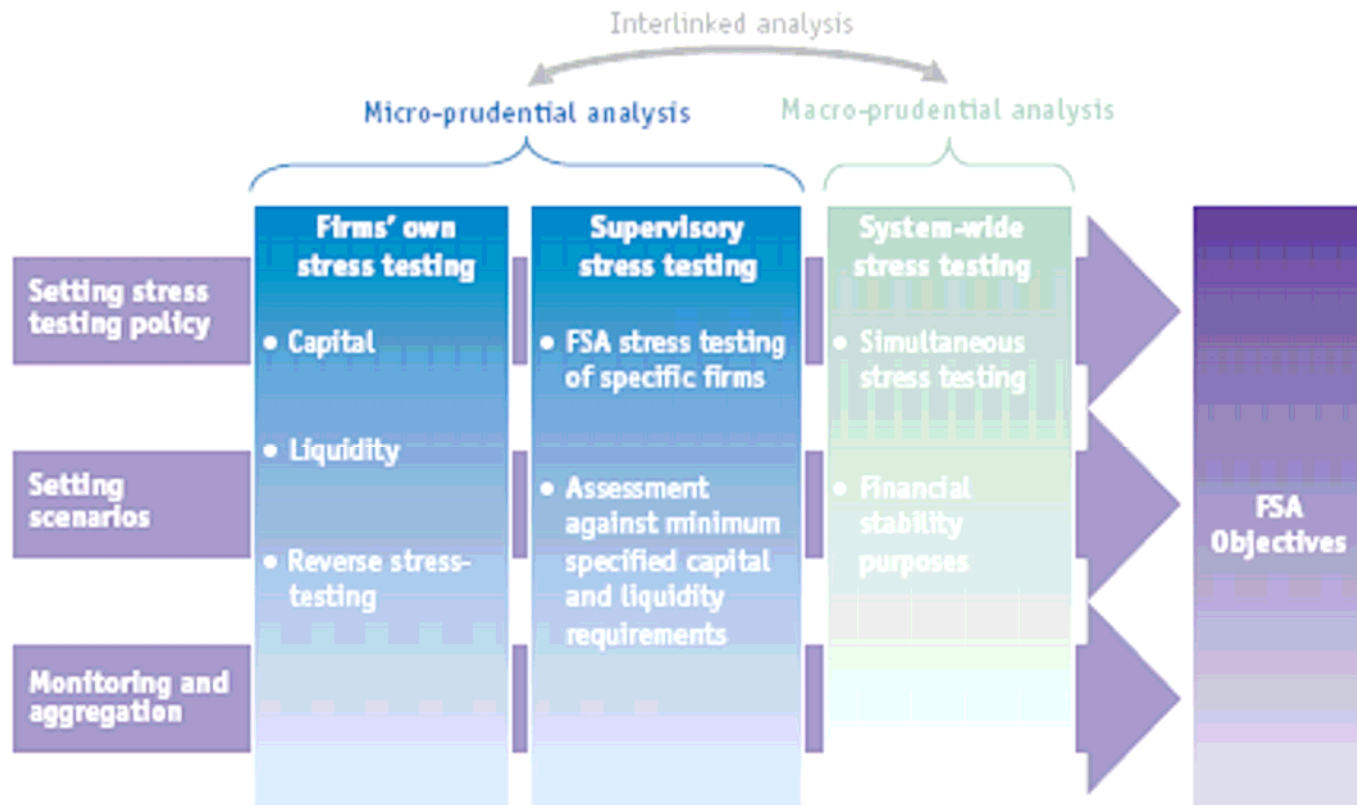 Interlinked analysis
Micro-prudential analysis
Macro-prudential analysis
Setting stress
testing policy
Setting
scenarios
Monitoring and
aggregation
Firms' own
stress testing
• Capital
• Liquidity
• Reverse stress-
testing
Supervisory
stress testing
• FSA stress testing
of specific firms
• Assessment
against minimum
specified capital
and liquidity
requirements
System-wide
stress testing
• Simultaneous
stress testing
• Financial
stability
purposes
FSA
Objectives